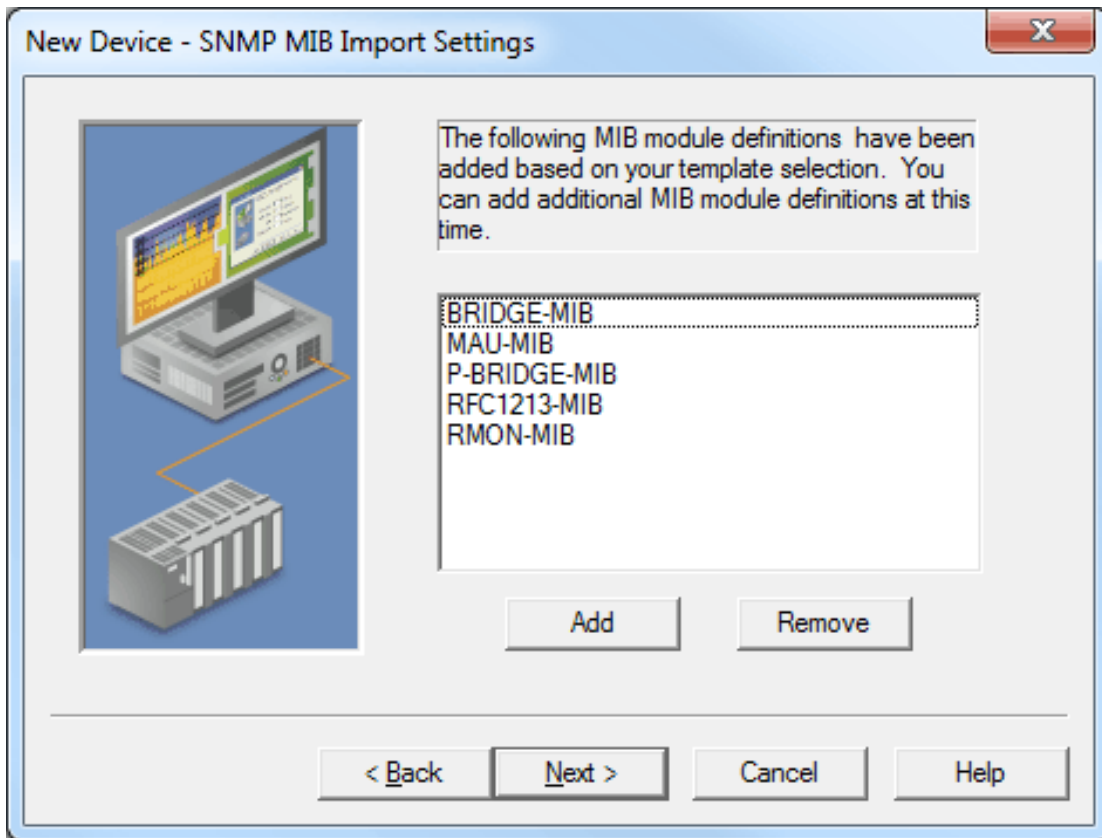 New Device - SNMP MIB Import Settings
The following MIB module definitions have been
added based on your template selection. You
can add additional MIB module definitions at this
time.
BRIDGE-MIB
MAU-MIB
P-BRIDGE-MIB
RFC1213-MIB
RMON-MIB
Add
Remove
< Back
Next >
Cancel
Help